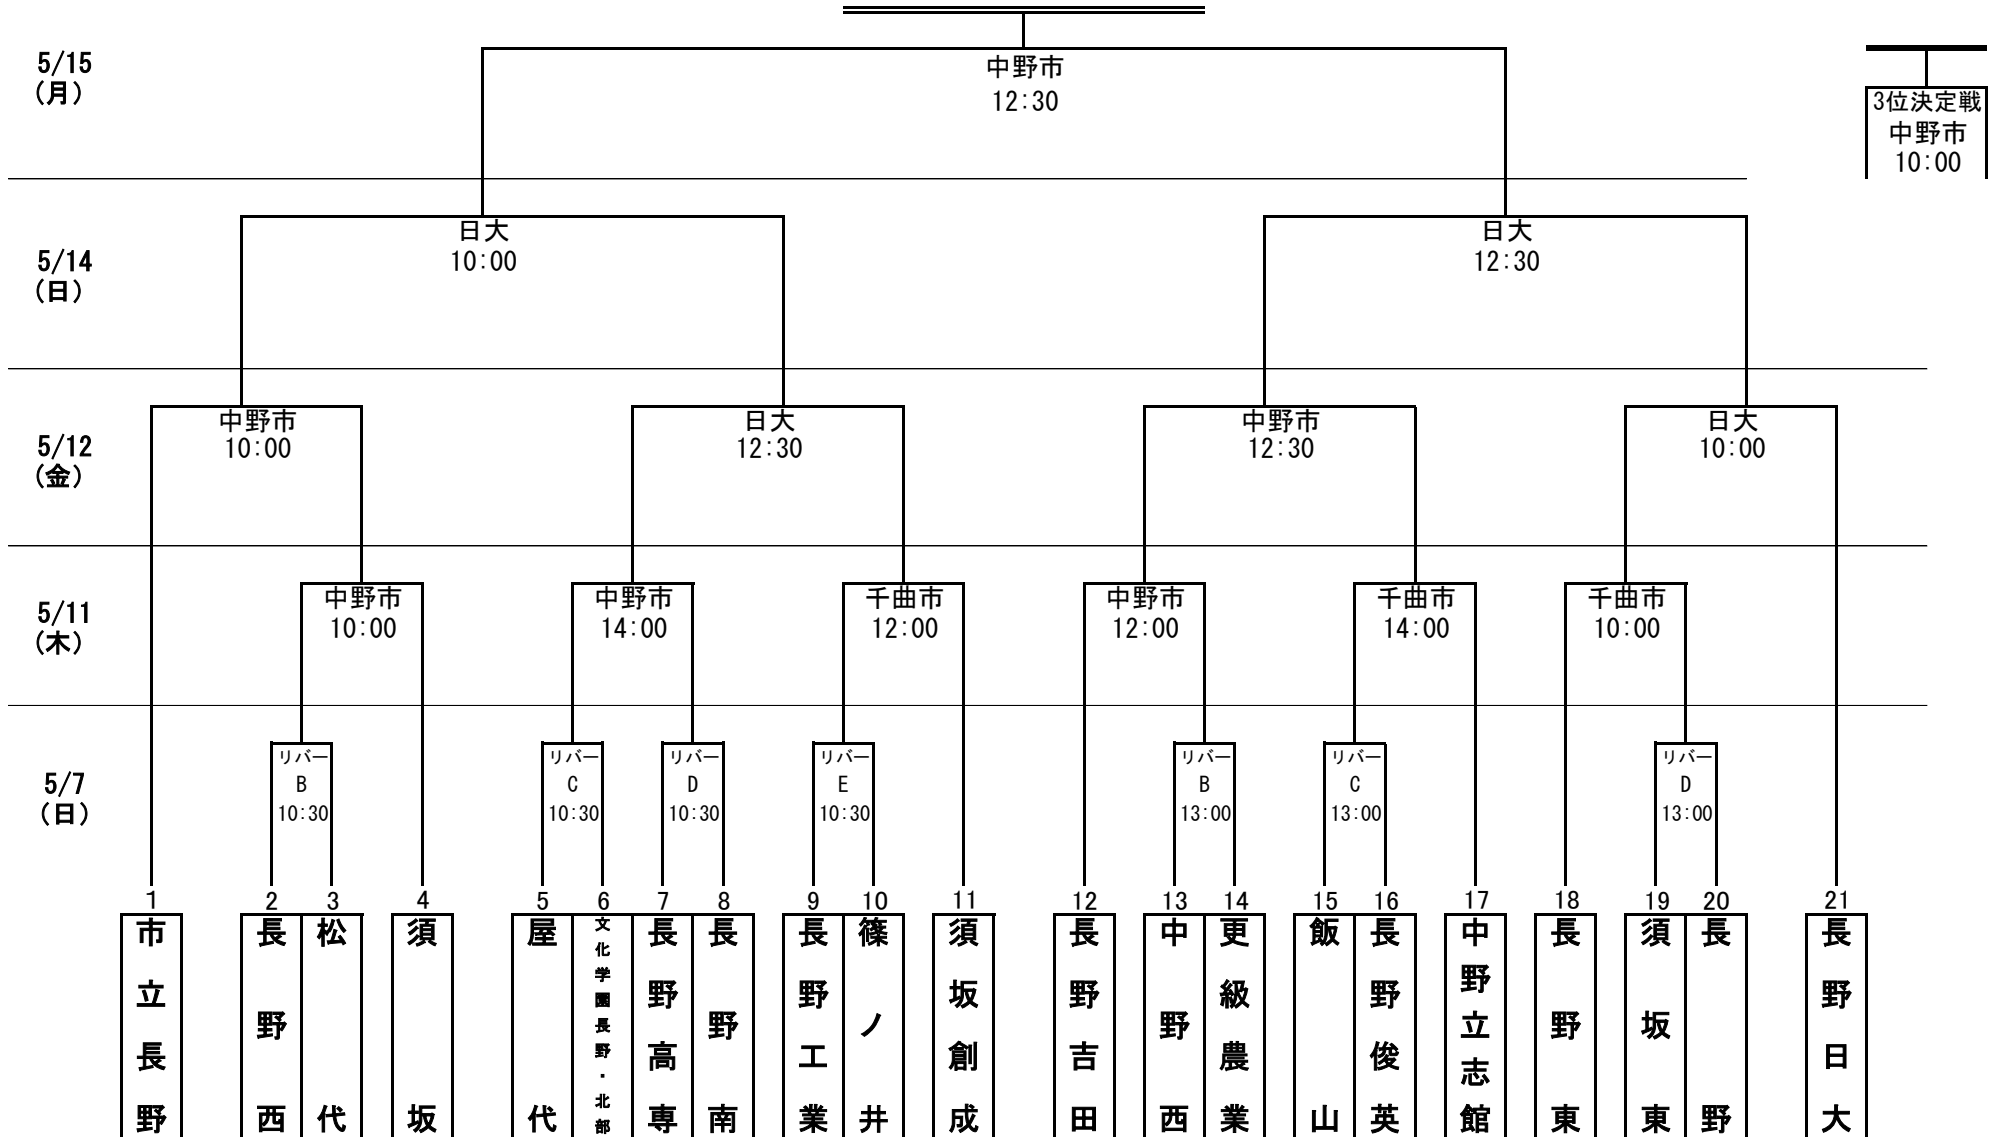 5/15
(月)
中野市
12:30
3位決定戦
中野市
10:00
5/14
(日)
日大
10:00
日大
12:30
5/12
(金)
中野市
10:00
日大
12:30
中野市
12:30
日大
10:00
5/11
(木)
中野市
10:00
中野市
14:00
千曲市
12:00
中野市
12:00
千曲市
14:00
千曲市
10:00
5/7
(日)
リバー
B
10:30
リバー
C
10:30
リバー
D
10:30
リバー
E
10:30
リバー
B
13:00
リバー
C
13:00
リバー
D
13:00
1
市立長野
2
長野西
3
松代
4
須坂
5
屋代
6
文化学園長野・北部
7
長野高専
8
長野南
9
長野工業
10
篠ノ井
11
須坂創成
12
長野吉田
13
中野西
14
更級農業
15
飯山
16
長野俊英
17
中野立志館
18
長野東
19
須坂東
20
長野
21
長野日大